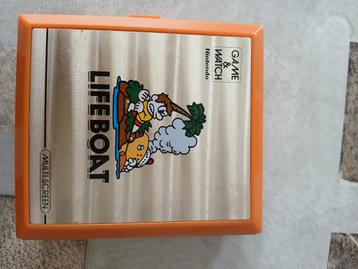 GAME
&
WATCH
Nintendo
LIFEBOAT
MULTI-SCREEN